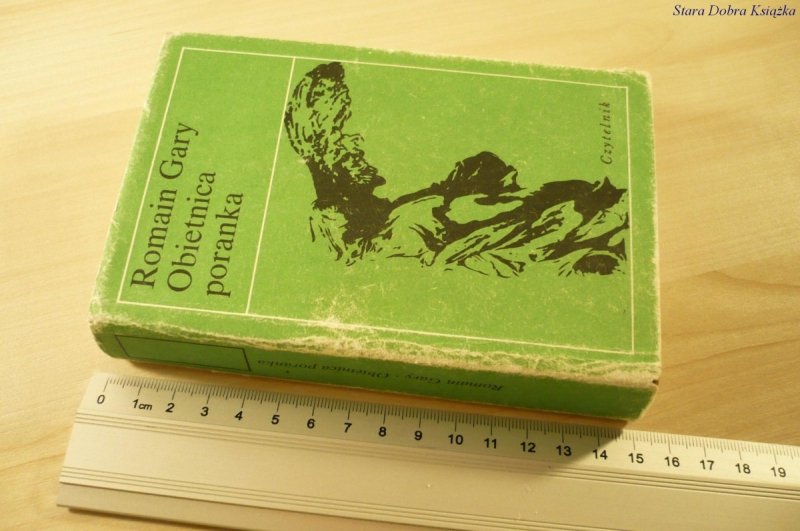 Stara Dobra Książka
Romain Gary
Obietnica
poranka
Czytelnik
Romain Gary · Obietnica poranka
0 1cm 2 3 4 5 6 7 8 9 10 11 12 13 14 15 16 17 18 19